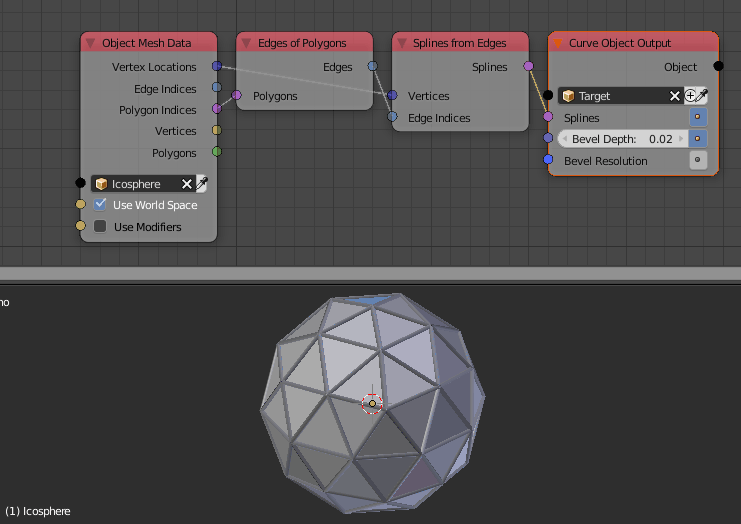 Object Mesh Data
Vertex Locations
Edge Indices
Polygon Indices
Vertices
Polygons
Icosphere
Use World Space
Use Modifiers
Edges of Polygons
Edges
Polygons
Splines from Edges
Splines
Vertices
Edge Indices
Curve Object Output
Object
Target
Splines
Bevel Depth: 0.02
Bevel Resolution
no
(1) Icosphere